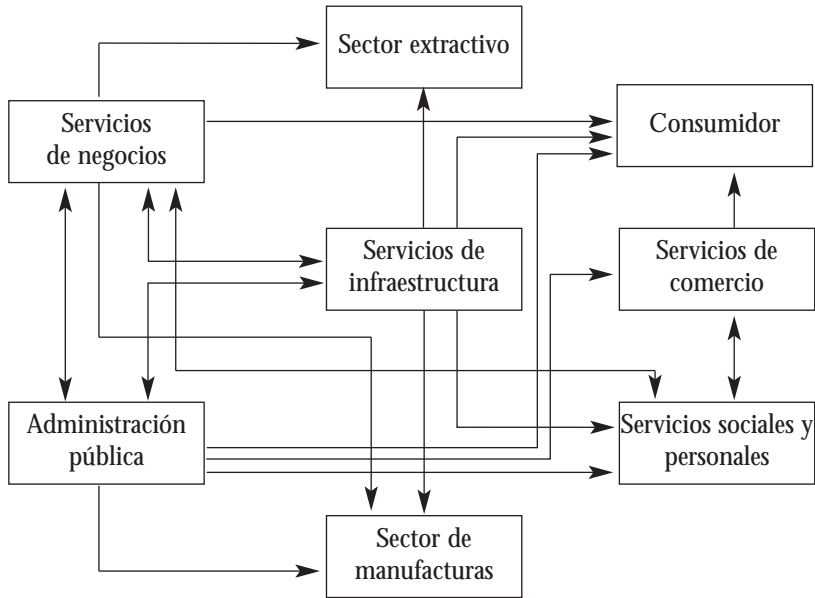 Sector extractivo
Servicios
de negocios
Consumidor
Servicios de
infraestructura
Servicios de
comercio
Administración
pública
Servicios sociales y
personales
Sector de
manufacturas